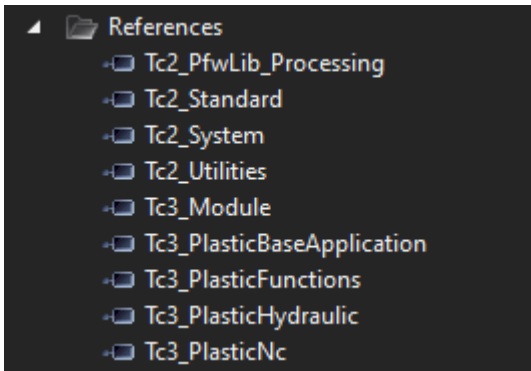 References
Tc2_PfwLib_Processing
Tc2_Standard
Tc2_System
Tc2_Utilities
Tc3_Module
Tc3_PlasticBaseApplication
Tc3_PlasticFunctions
Tc3_PlasticHydraulic
Tc3_PlasticNc